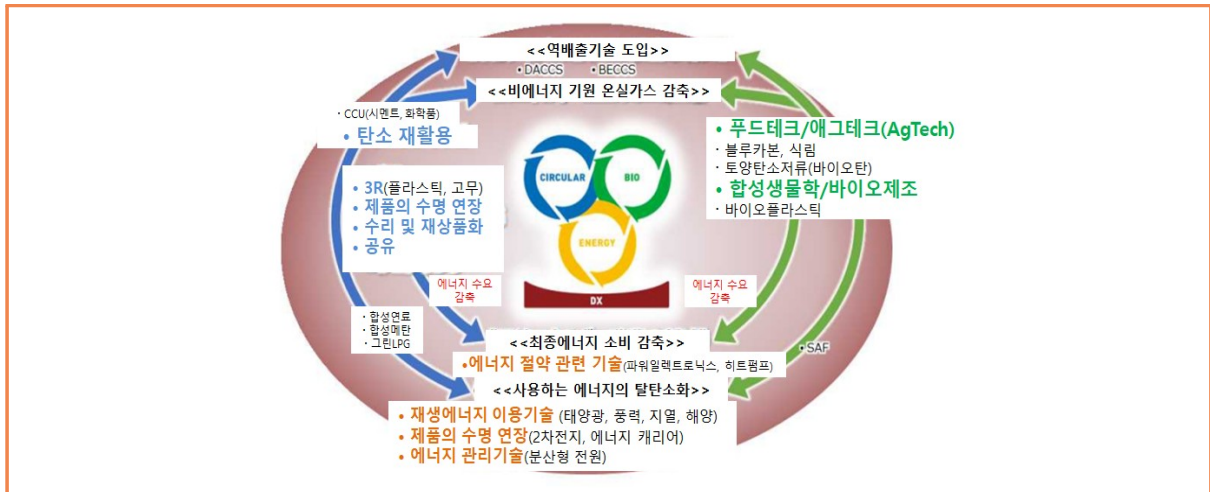 <<역배출기술 도입>>
•DACCS •BECCS
<<비에너지 기원 온실가스 감축>>
· CCU(시멘트, 화학품)
• 탄소 재활용
• 3R(플라스틱, 고무)
• 제품의 수명 연장
• 수리 및 재상품화
• 공유
• 푸드테크/애그테크(AgTech)
· 블루카본, 식림
· 토양탄소저류(바이오탄)
• 합성생물학/바이오제조
· 바이오플라스틱
CIRCULAR
BIO
ENERGY
DX
에너지 수요
감축
에너지 수요
감축
· 합성연료
· 합성메탄
· 그린LPG
•SAF
<<최종에너지 소비 감축>>
•에너지 절약 관련 기술(파워일렉트로닉스, 히트펌프)
<<사용하는 에너지의 탈탄소화>>
• 재생에너지 이용기술 (태양광, 풍력, 지열, 해양)
• 제품의 수명 연장(2차전지, 에너지 캐리어)
• 에너지 관리기술(분산형 전원)